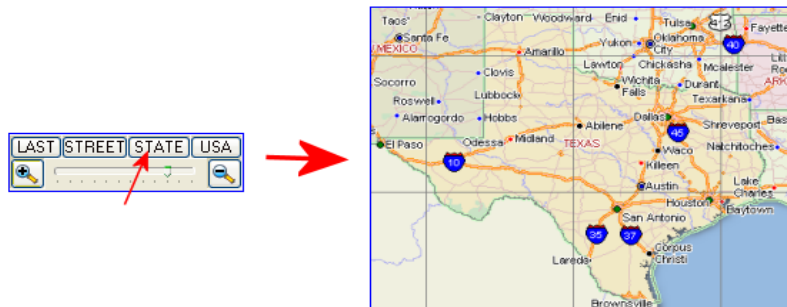 LAST STREET STATE USA
Taos Clayton Woodward Enid Tulsa 412 Fayette
Santa Fe Yukon Oklahoma City 40
MEXICO Amarillo Lawton Chickasha Mcalester
Socorro Clovis Wichita Falls Durant ARK
Lubbock Texarkana
Roswell
Alamogordo Hobbs Abilene Dallas 45 Shreveport
El Paso Odessa Midland TEXAS Waco Natchitoches
10 Killeen
Austin Lake Charles
Houston Baytown
San Antonio
35 37 Corpus Christi
Laredo
Brownsville